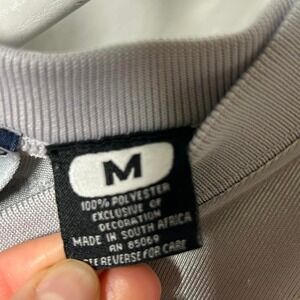 M
100% POLYESTER
EXCLUSIVE OF
DECORATION
MADE IN SOUTH AFRICA
RN 85069
SEE REVERSE FOR CARE